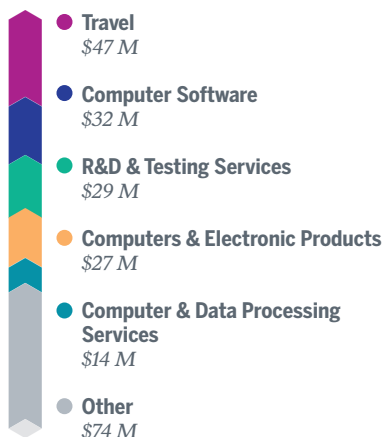 Travel
$47 M
Computer Software
$32 M
R&D & Testing Services
$29 M
Computers & Electronic Products
$27 M
Computer & Data Processing
Services
$14 M
Other
$74 M